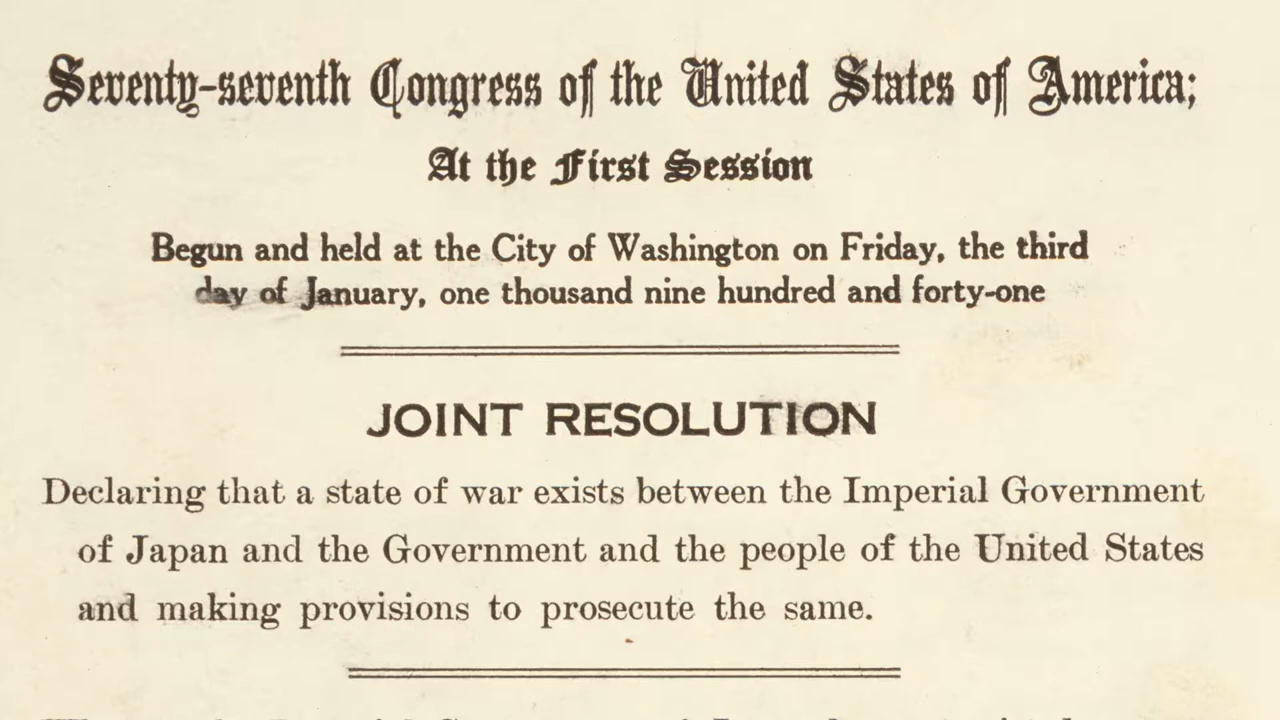 Seventy-seventh Congress of the United States of America;
At the First Session
Begun and held at the City of Washington on Friday, the third
day of January, one thousand nine hundred and forty-one
JOINT RESOLUTION
Declaring that a state of war exists between the Imperial Government
of Japan and the Government and the people of the United States
and making provisions to prosecute the same.